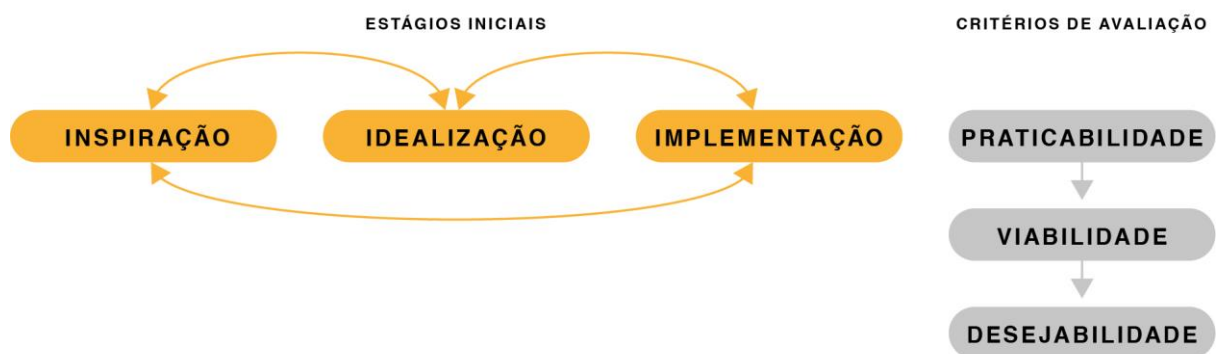 ESTÁGIOS INICIAIS
INSPIRAÇÃO
IDEALIZAÇÃO
IMPLEMENTAÇÃO
CRITÉRIOS DE AVALIAÇÃO
PRATICABILIDADE
VIABILIDADE
DESEJABILIDADE